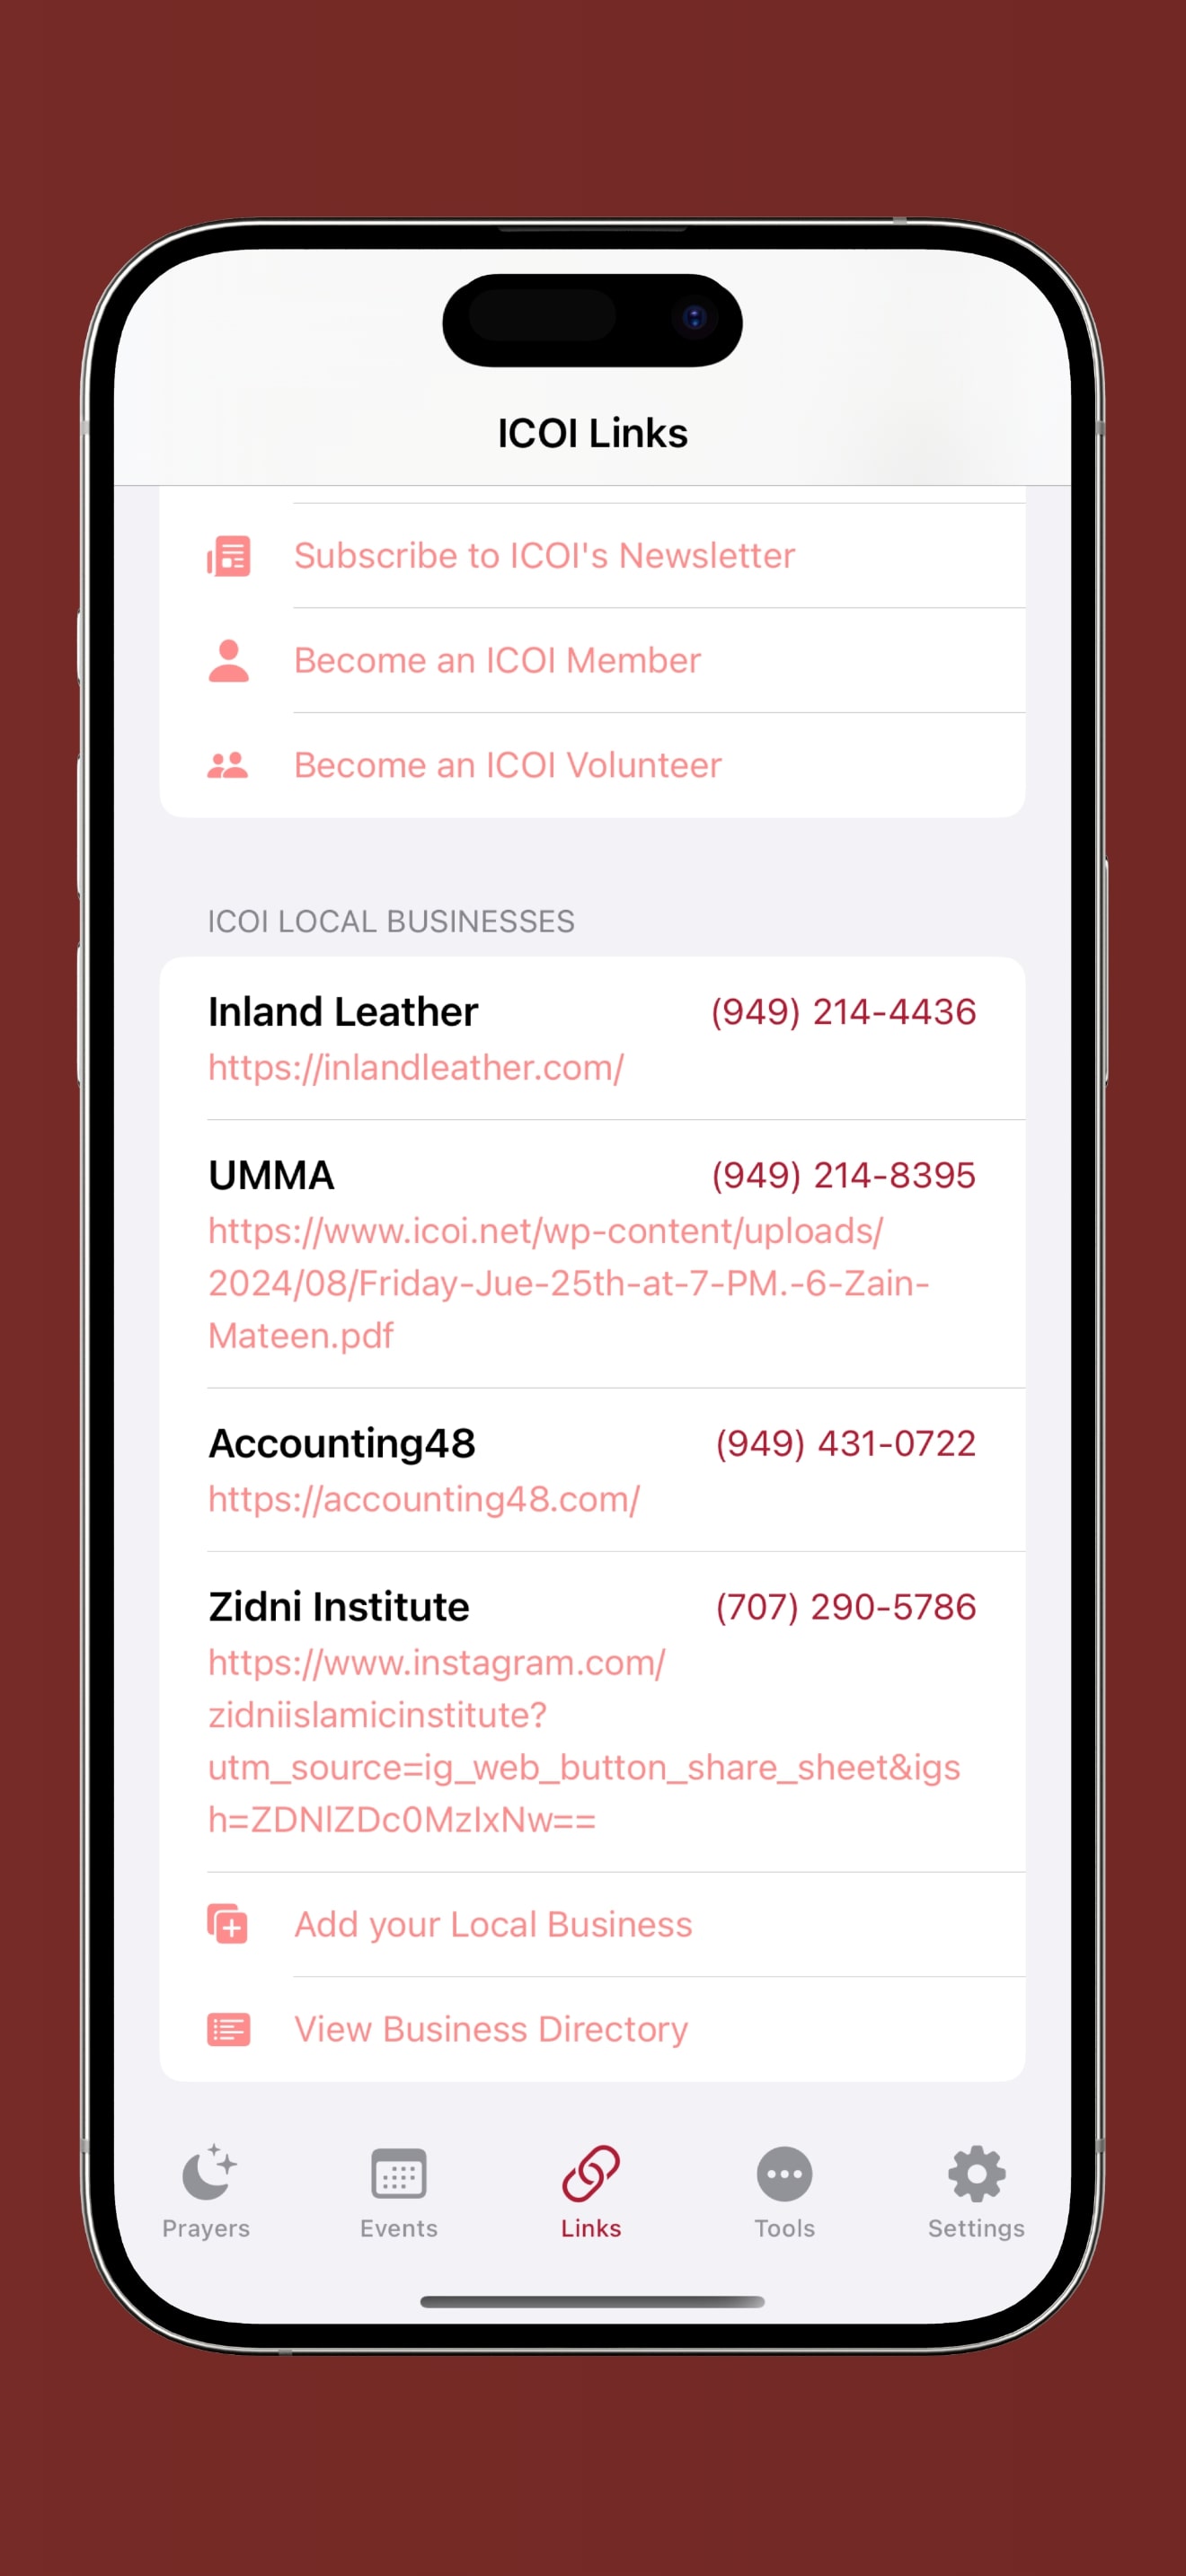 ICOI Links
Subscribe to ICOI's Newsletter
Become an ICOI Member
Become an ICOI Volunteer
ICOI LOCAL BUSINESSES
Inland Leather (949) 214-4436
https://inlandleather.com/
UMMA (949) 214-8395
https://www.icoi.net/wp-content/uploads/
2024/08/Friday-Jue-25th-at-7-PM.-6-Zain-
Mateen.pdf
Accounting48 (949) 431-0722
https://accounting48.com/
Zidni Institute (707) 290-5786
https://www.instagram.com/
zidniislamicinstitute?
utm_source=ig_web_button_share_sheet&igs
h=ZDNlZDc0MzIxNw==
Add your Local Business
View Business Directory
Prayers Events Links Tools Settings